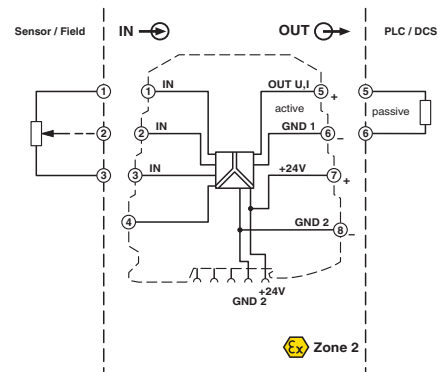 Sensor / Field
IN
OUT
PLC / DCS
1
1
IN
OUT U,I
5
+
5
active
passive
2
2
IN
GND 1
6
–
6
3
3
IN
+24V
7
+
4
GND 2
8
–
+24V
GND 2
Ex Zone 2